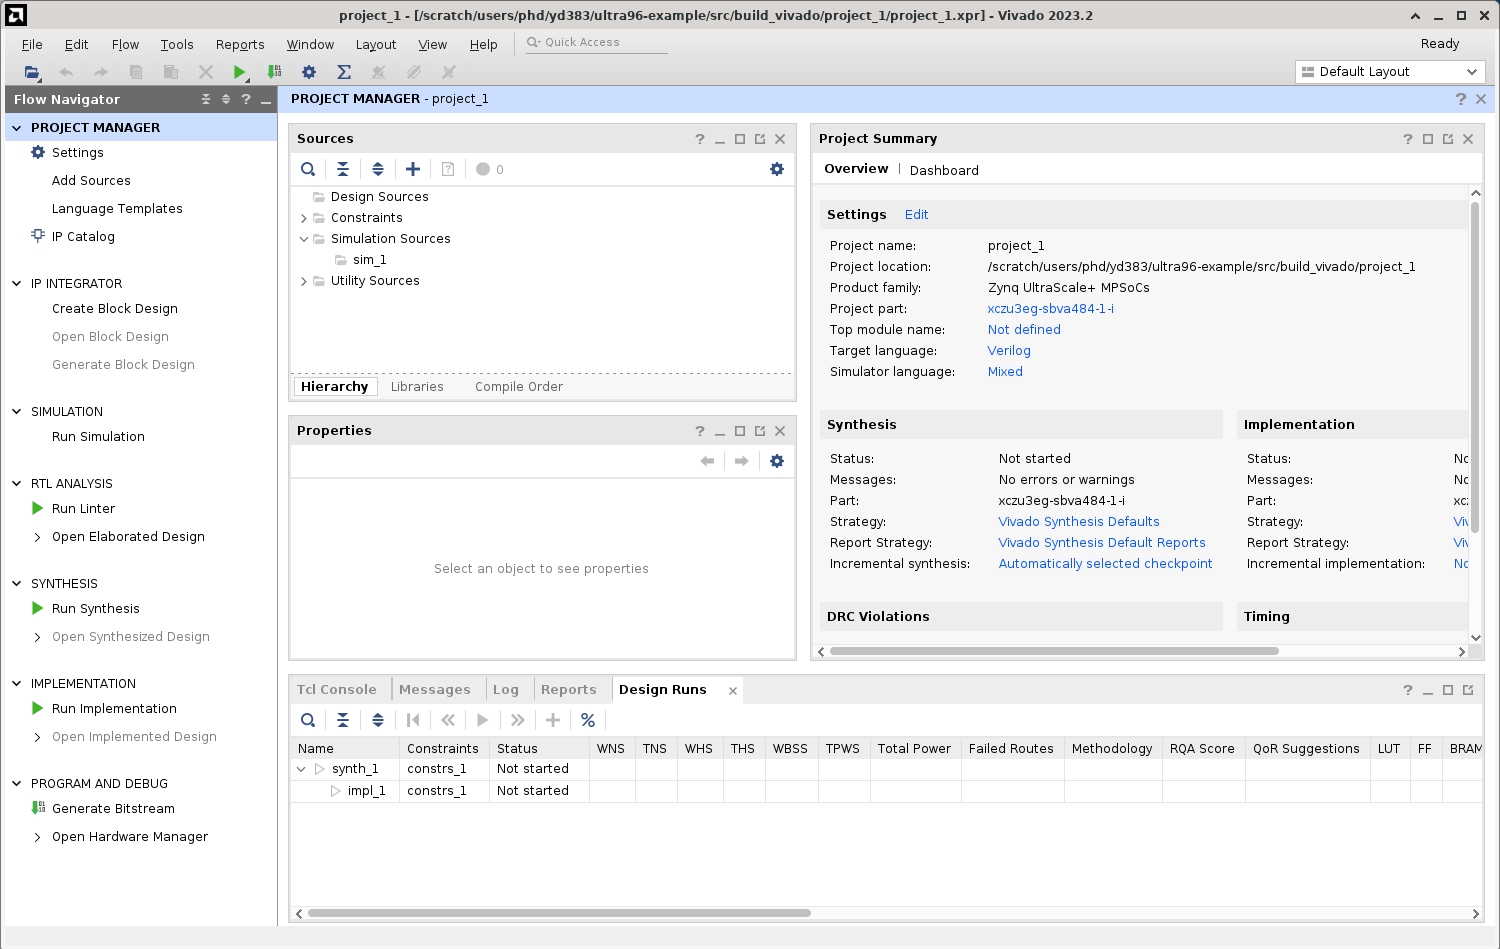 project_1 - [/scratch/users/phd/yd383/ultra96-example/src/build_vivado/project_1/project_1.xpr] - Vivado 2023.2
File Edit Flow Tools Reports Window Layout View Help Quick Access Ready
Default Layout
Flow Navigator
PROJECT MANAGER
Settings
Add Sources
Language Templates
IP Catalog
IP INTEGRATOR
Create Block Design
Open Block Design
Generate Block Design
SIMULATION
Run Simulation
RTL ANALYSIS
Run Linter
Open Elaborated Design
SYNTHESIS
Run Synthesis
Open Synthesized Design
IMPLEMENTATION
Run Implementation
Open Implemented Design
PROGRAM AND DEBUG
Generate Bitstream
Open Hardware Manager
PROJECT MANAGER - project_1
Sources
0
Design Sources
Constraints
Simulation Sources
sim_1
Utility Sources
Hierarchy Libraries Compile Order
Properties
Select an object to see properties
Project Summary
Overview | Dashboard
Settings Edit
Project name: project_1
Project location: /scratch/users/phd/yd383/ultra96-example/src/build_vivado/project_1
Product family: Zynq UltraScale+ MPSoCs
Project part: xczu3eg-sbva484-1-i
Top module name: Not defined
Target language: Verilog
Simulator language: Mixed
Synthesis
Status: Not started
Messages: No errors or warnings
Part: xczu3eg-sbva484-1-i
Strategy: Vivado Synthesis Defaults
Report Strategy: Vivado Synthesis Default Reports
Incremental synthesis: Automatically selected checkpoint
Implementation
Status:
Messages:
Part:
Strategy:
Report Strategy:
Incremental implementation:
DRC Violations
Timing
Tcl Console Messages Log Reports Design Runs
Name Constraints Status WNS TNS WHS THS WBSS TPWS Total Power Failed Routes Methodology RQA Score QoR Suggestions LUT FF BRAM
synth_1 constrs_1 Not started
impl_1 constrs_1 Not started